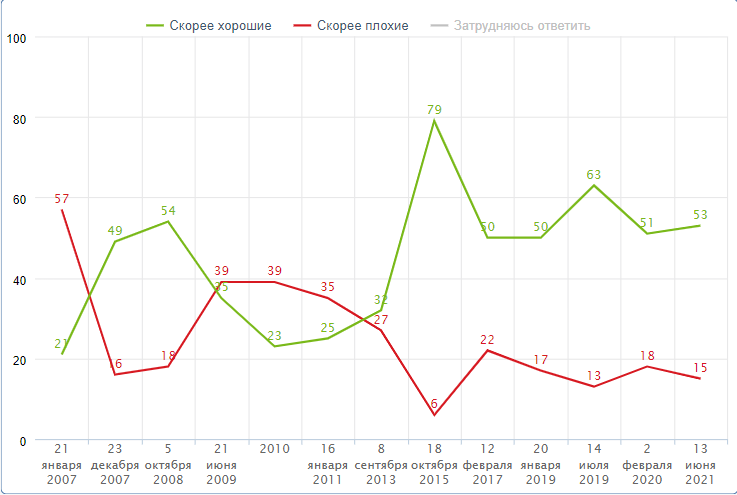 Скорее хорошие Скорее плохие Затрудняюсь ответить
100
80
60
40
20
0
57 16 18 39 39 35 27 6 22 17 13 18 15
21 49 54 35 23 25 32 79 50 50 63 51 53
21 января 2007
23 декабря 2007
5 октября 2008
21 июня 2009
2010
16 января 2011
8 сентября 2013
18 октября 2015
12 февраля 2017
20 января 2019
14 июля 2019
2 февраля 2020
13 июня 2021